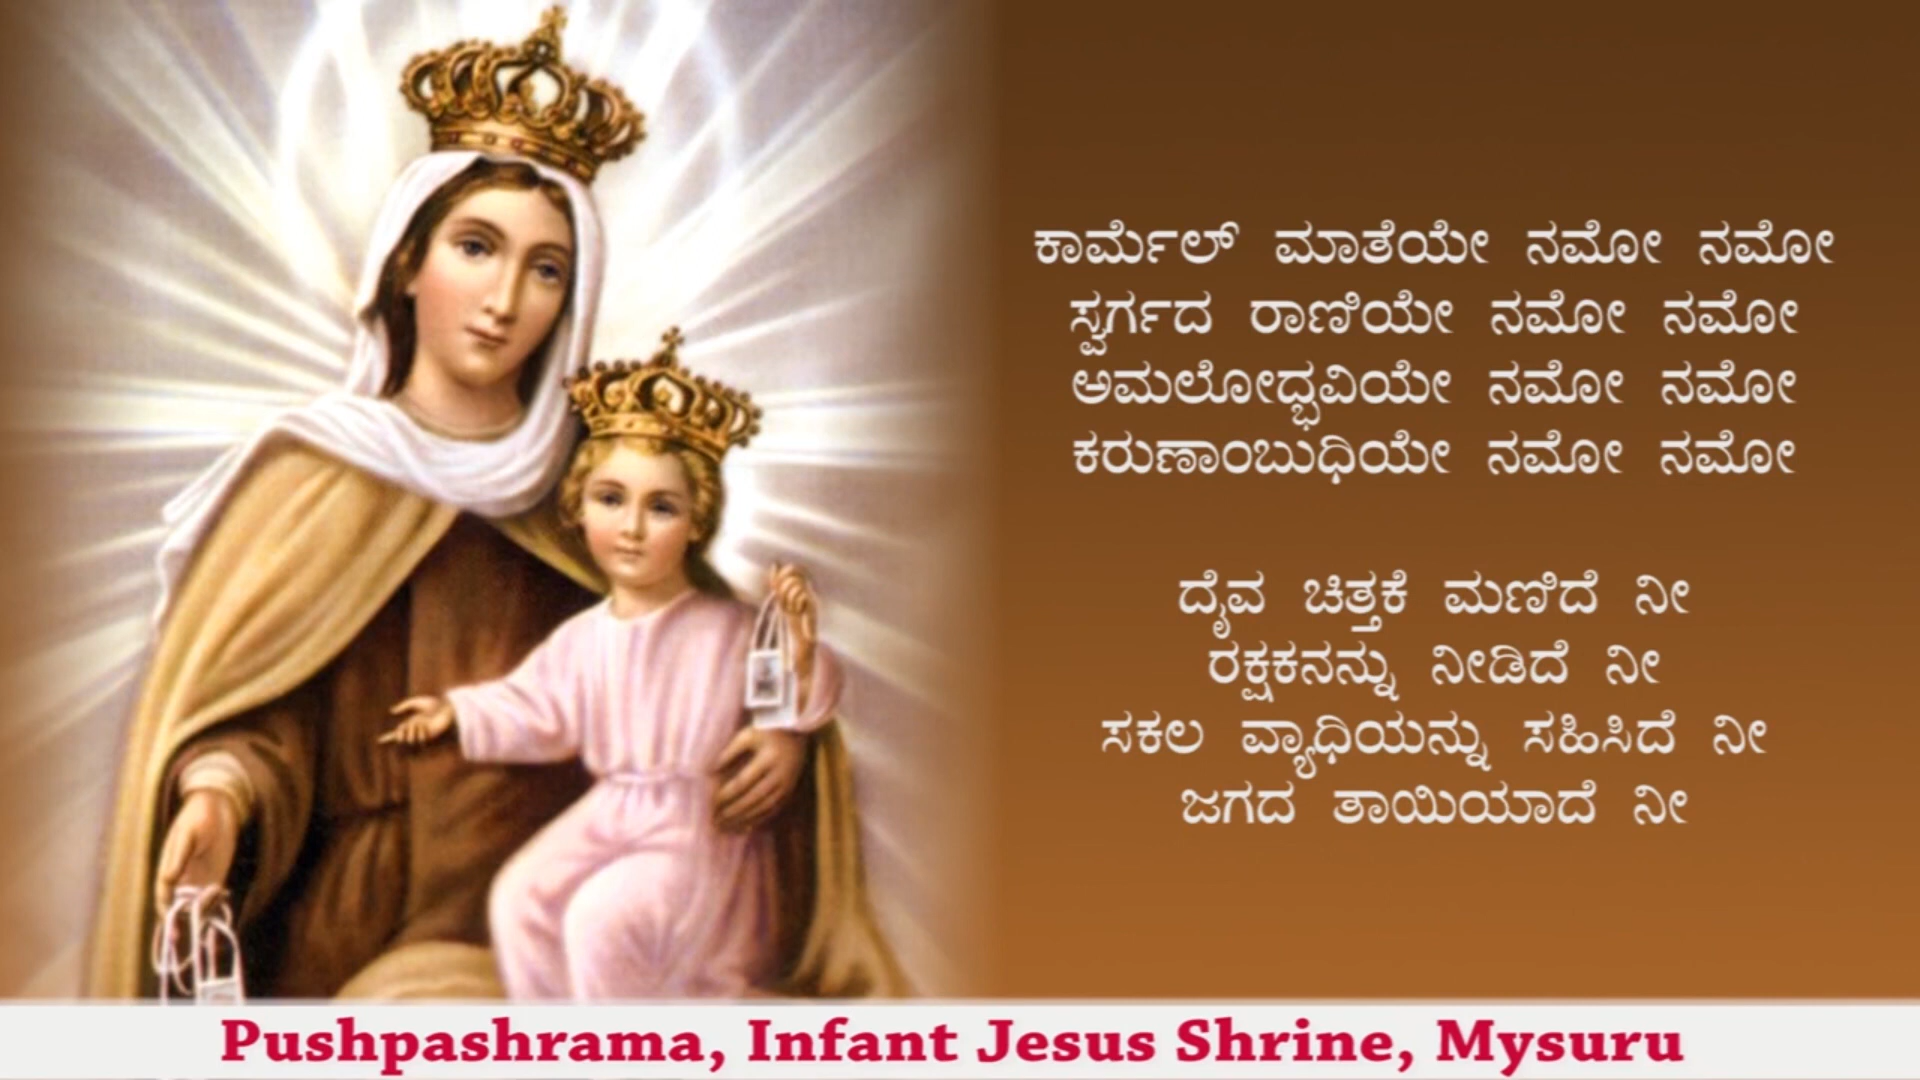 ಕಾರ್ಮೆಲ್ ಮಾತೆಯೇ ನಮೋ ನಮೋ
ಸ್ವರ್ಗದ ರಾಣಿಯೇ ನಮೋ ನಮೋ
ಅಮಲೋದ್ಭವಿಯೇ ನಮೋ ನಮೋ
ಕರುಣಾಂಬುಧಿಯೇ ನಮೋ ನಮೋ
ದೈವ ಚಿತ್ತಕೆ ಮಣಿದೆ ನೀ
ರಕ್ಷಕನನ್ನು ನೀಡಿದೆ ನೀ
ಸಕಲ ವ್ಯಾಧಿಯನ್ನು ಸಹಿಸಿದೆ ನೀ
ಜಗದ ತಾಯಿಯಾದೆ ನೀ
Pushpashrama, Infant Jesus Shrine, Mysuru